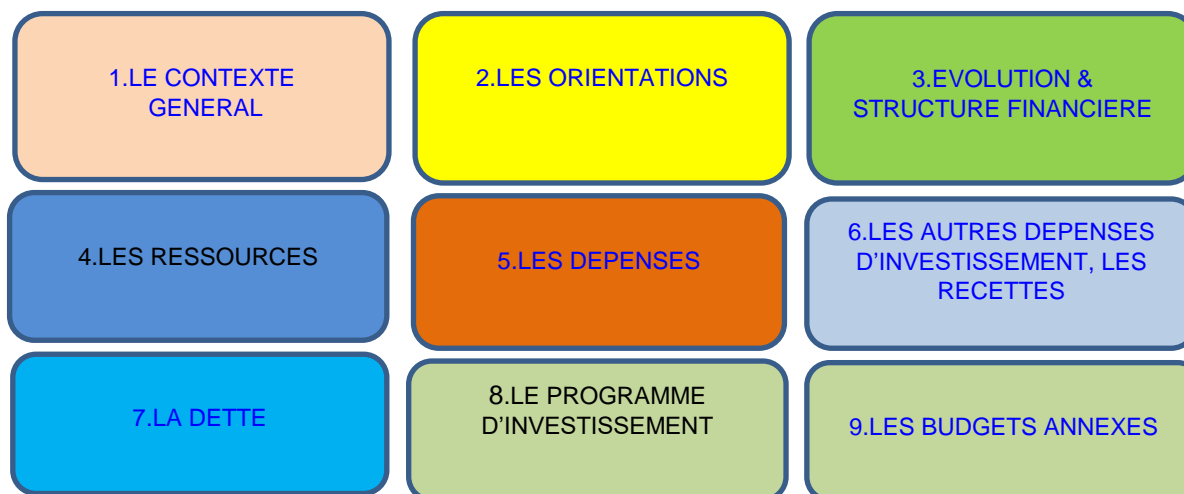 1.LE CONTEXTE
GENERAL
2.LES ORIENTATIONS
3.EVOLUTION &
STRUCTURE FINANCIERE
4.LES RESSOURCES
5.LES DEPENSES
6.LES AUTRES DEPENSES
D’INVESTISSEMENT, LES
RECETTES
7.LA DETTE
8.LE PROGRAMME
D’INVESTISSEMENT
9.LES BUDGETS ANNEXES